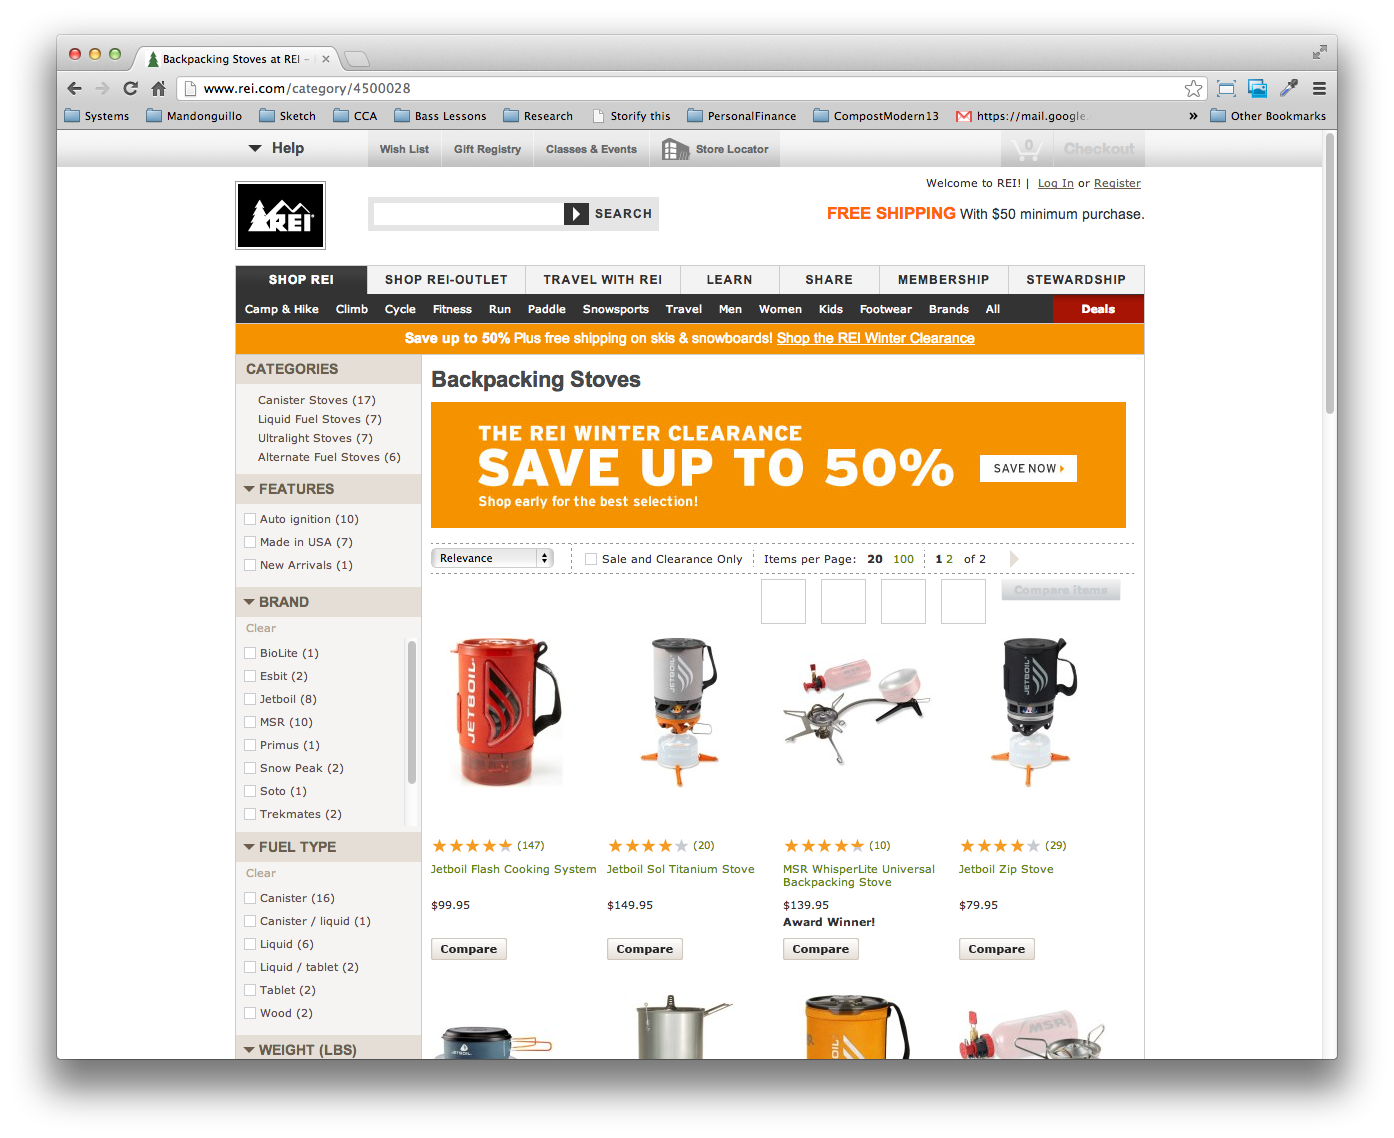 Backpacking Stoves at REI –
www.rei.com/category/4500028
Systems Mandonguillo Sketch CCA Bass Lessons Research Storify this PersonalFinance CompostModern13 https://mail.google. » Other Bookmarks
Help Wish List Gift Registry Classes & Events Store Locator 0 Checkout
Welcome to REI! | Log In or Register
REI
SEARCH
FREE SHIPPING With $50 minimum purchase.
SHOP REI SHOP REI-OUTLET TRAVEL WITH REI LEARN SHARE MEMBERSHIP STEWARDSHIP
Camp & Hike Climb Cycle Fitness Run Paddle Snowsports Travel Men Women Kids Footwear Brands All Deals
Save up to 50% Plus free shipping on skis & snowboards! Shop the REI Winter Clearance
CATEGORIES
Canister Stoves (17)
Liquid Fuel Stoves (7)
Ultralight Stoves (7)
Alternate Fuel Stoves (6)
FEATURES
Auto ignition (10)
Made in USA (7)
New Arrivals (1)
BRAND
Clear
BioLite (1)
Esbit (2)
Jetboil (8)
MSR (10)
Primus (1)
Snow Peak (2)
Soto (1)
Trekmates (2)
FUEL TYPE
Clear
Canister (16)
Canister / liquid (1)
Liquid (6)
Liquid / tablet (2)
Tablet (2)
Wood (2)
WEIGHT (LBS)
Backpacking Stoves
THE REI WINTER CLEARANCE
SAVE UP TO 50%
SAVE NOW
Shop early for the best selection!
Relevance Sale and Clearance Only Items per Page: 20 100 1 2 of 2
Compare items
JETBOIL
JETBOIL
JETBOIL
(147) (20) (10) (29)
Jetboil Flash Cooking System
Jetboil Sol Titanium Stove
MSR WhisperLite Universal
Backpacking Stove
Jetboil Zip Stove
$99.95 $149.95 $139.95 $79.95
Award Winner!
Compare Compare Compare Compare
JETBOIL
JETBOIL
MSR